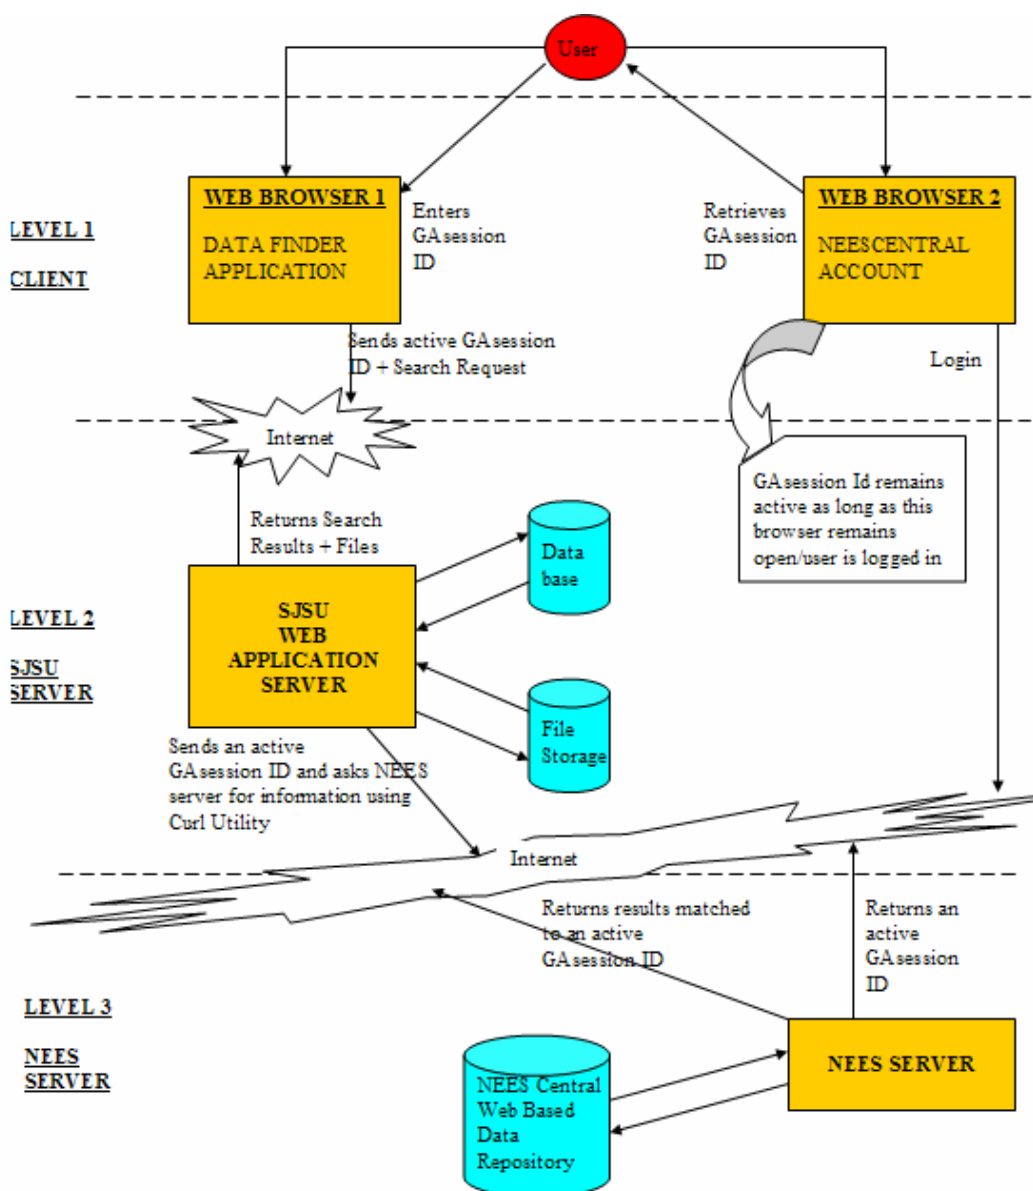 User
WEB BROWSER 1
DATA FINDER
APPLICATION
Enters
GAsession
ID
Retrieves
GAsession
ID
WEB BROWSER 2
NEESCENTRAL
ACCOUNT
LEVEL 1
CLIENT
Sends active GAsession
ID + Search Request
Login
Internet
GAsession Id remains
active as long as this
browser remains
open/user is logged in
Returns Search
Results + Files
Data
base
LEVEL 2
SJSU
SERVER
SJSU
WEB
APPLICATION
SERVER
File
Storage
Sends an active
GAsession ID and asks NEES
server for information using
Curl Utility
Internet
Returns results matched
to an active
GAsession ID
Returns an
active
GAsession
ID
LEVEL 3
NEES
SERVER
NEES SERVER
NEES Central
Web Based
Data
Repository